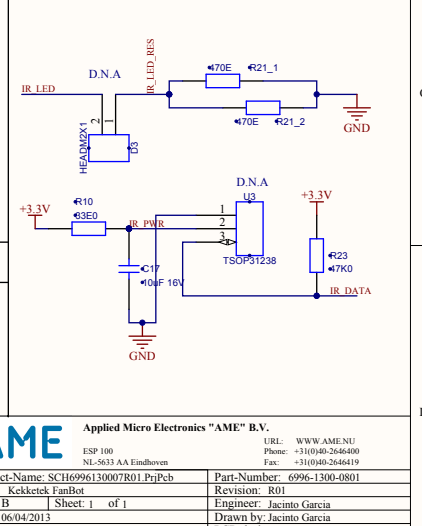 D.N.A
IR_LED
IR_LED_RES
470E
R21_1
470E
R21_2
GND
HEADM2X1
2
1
D3
D.N.A
U3
+3.3V
R10
33E0
IR_PWR
1
2
3
TSOP31238
+3.3V
R23
47K0
IR_DATA
C17
10uF 16V
GND
AME
Applied Micro Electronics "AME" B.V.
ESP 100
NL-5633 AA Eindhoven
URL: WWW.AME.NU
Phone: +31(0)40-2646400
Fax: +31(0)40-2646419
ct-Name: SCH6996130007R01.PrjPcb
Part-Number: 6996-1300-0801
Kekketek FanBot
Revision: R01
B
Sheet: 1 of 1
Engineer: Jacinto Garcia
06/04/2013
Drawn by: Jacinto Garcia